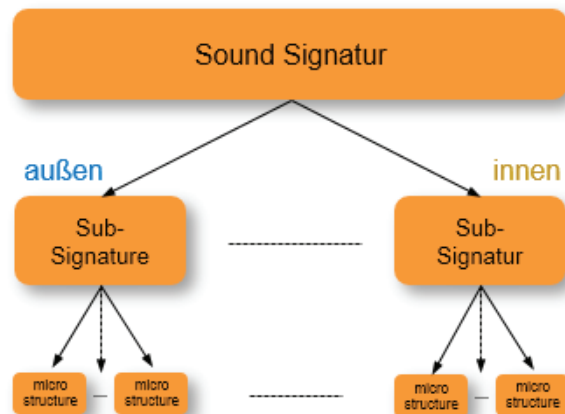 Sound Signatur
außen
innen
Sub-
Signature
Sub-
Signatur
micro
structure
micro
structure
micro
structure
micro
structure